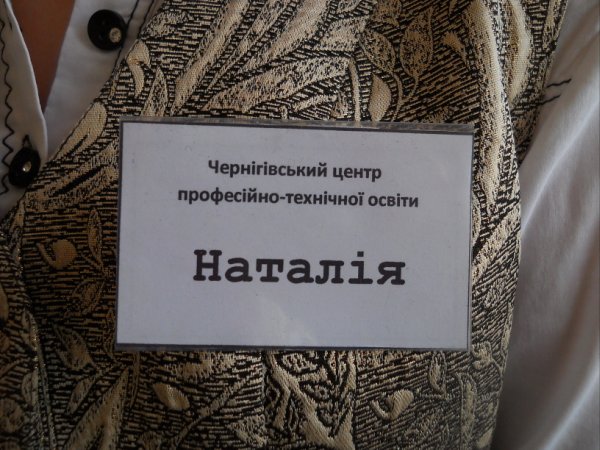 Чернігівський центр
професійно-технічної освіти
Наталія